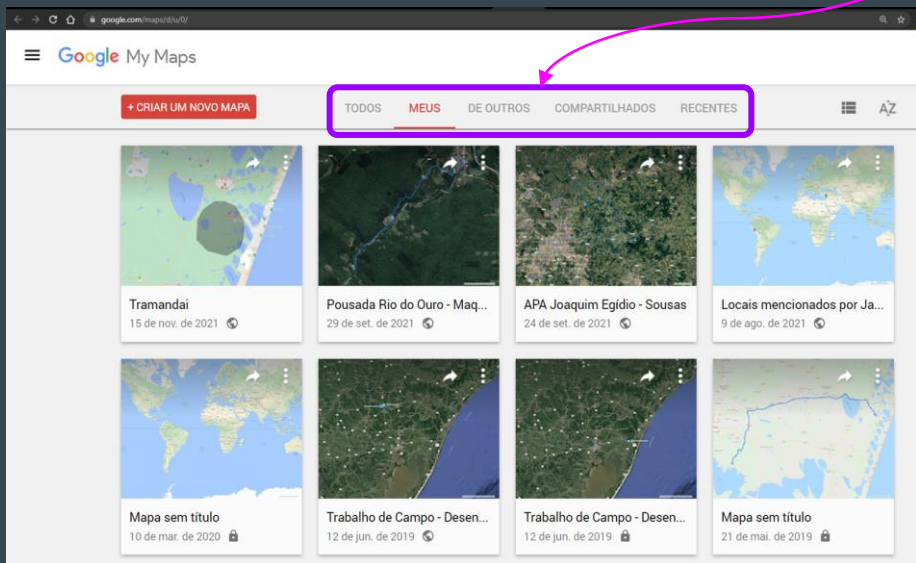 google.com/maps/d/u/0/
Google My Maps
+ CRIAR UM NOVO MAPA
TODOS MEUS DE OUTROS COMPARTILHADOS RECENTES
AZ
Tramandai
15 de nov. de 2021
Pousada Rio do Ouro - Maq...
29 de set. de 2021
APA Joaquim Egídio - Sousas
24 de set. de 2021
Locais mencionados por Ja...
9 de ago. de 2021
Mapa sem título
10 de mar. de 2020
Trabalho de Campo - Desen...
12 de jun. de 2019
Trabalho de Campo - Desen...
12 de jun. de 2019
Mapa sem título
21 de mai. de 2019